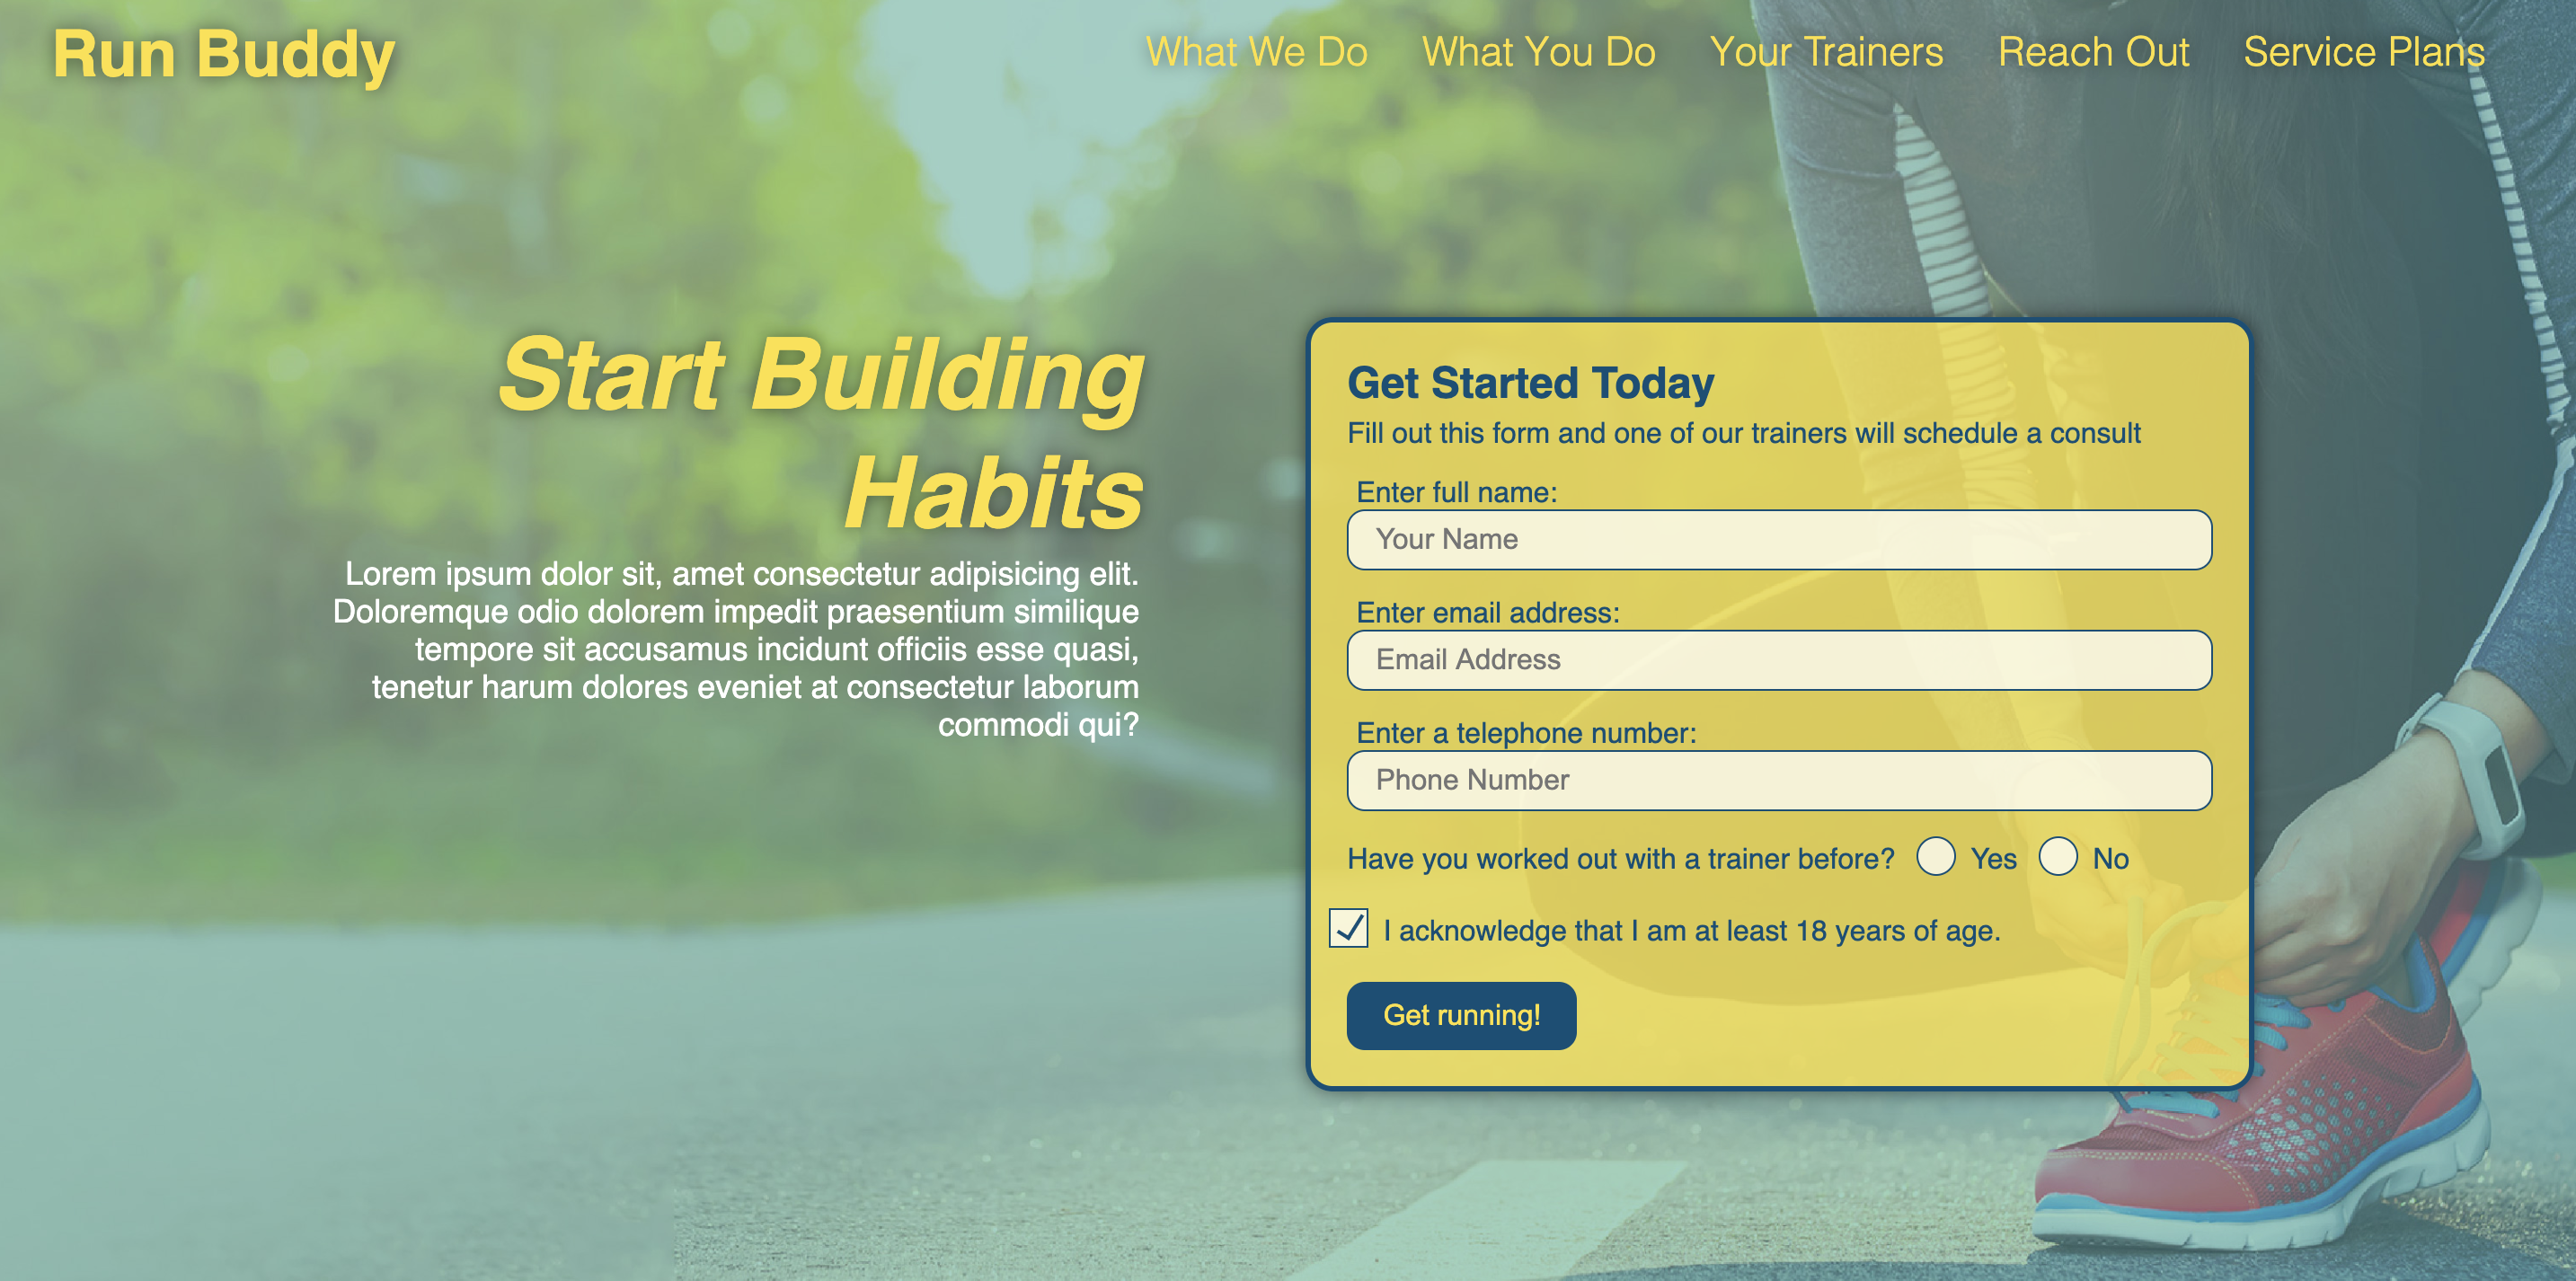 Run Buddy
What We Do What You Do Your Trainers Reach Out Service Plans
Start Building
Habits
Lorem ipsum dolor sit, amet consectetur adipisicing elit.
Doloremque odio dolorem impedit praesentium similique
tempore sit accusamus incidunt officiis esse quasi,
tenetur harum dolores eveniet at consectetur laborum
commodi qui?
Get Started Today
Fill out this form and one of our trainers will schedule a consult
Enter full name:
Your Name
Enter email address:
Email Address
Enter a telephone number:
Phone Number
Have you worked out with a trainer before? Yes No
I acknowledge that I am at least 18 years of age.
Get running!